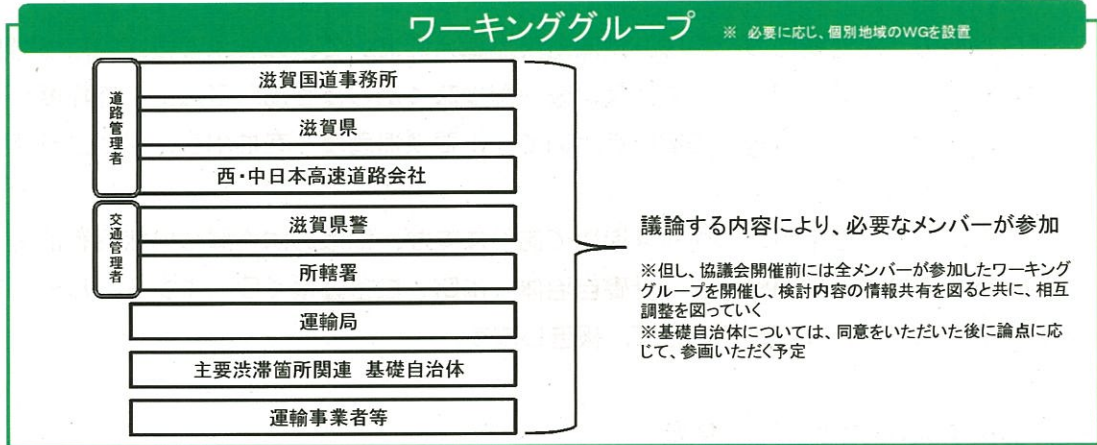 ワーキンググループ ※ 必要に応じ、個別地域のWGを設置
道路管理者
滋賀国道事務所
滋賀県
西・中日本高速道路会社
交通管理者
滋賀県警
所轄署
運輸局
主要渋滞箇所関連 基礎自治体
運輸事業者等
議論する内容により、必要なメンバーが参加
※但し、協議会開催前には全メンバーが参加したワーキング
グループを開催し、検討内容の情報共有を図ると共に、相互
調整を図っていく
※基礎自治体については、同意をいただいた後に論点に応
じて、参画いただく予定